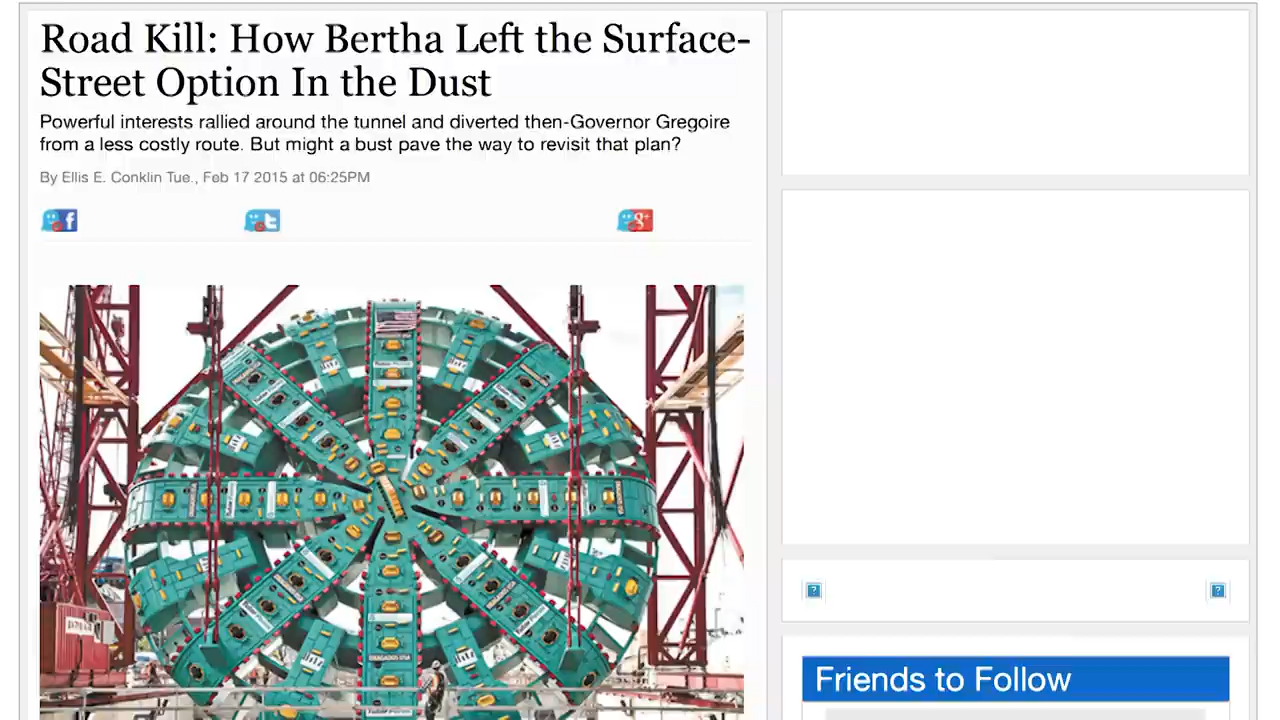 Road Kill: How Bertha Left the Surface-
Street Option In the Dust
Powerful interests rallied around the tunnel and diverted then-Governor Gregoire
from a less costly route. But might a bust pave the way to revisit that plan?
By Ellis E. Conklin Tue., Feb 17 2015 at 06:25PM
Friends to Follow